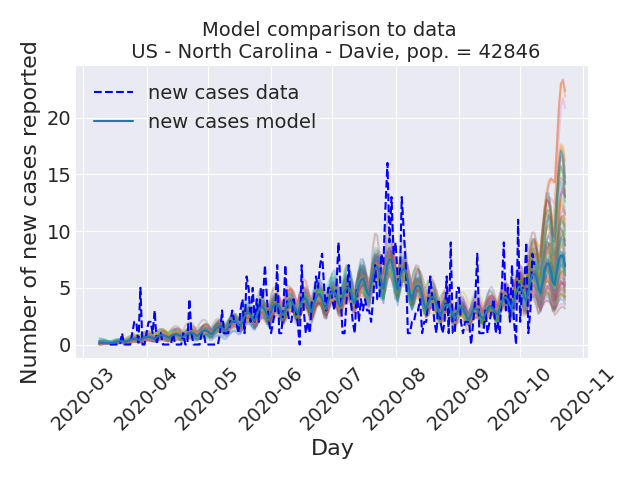 Model comparison to data
US - North Carolina - Davie, pop. = 42846
Number of new cases reported
new cases data
new cases model
20
15
10
5
0
2020-03
2020-04
2020-05
2020-06
2020-07
2020-08
2020-09
2020-10
2020-11
Day